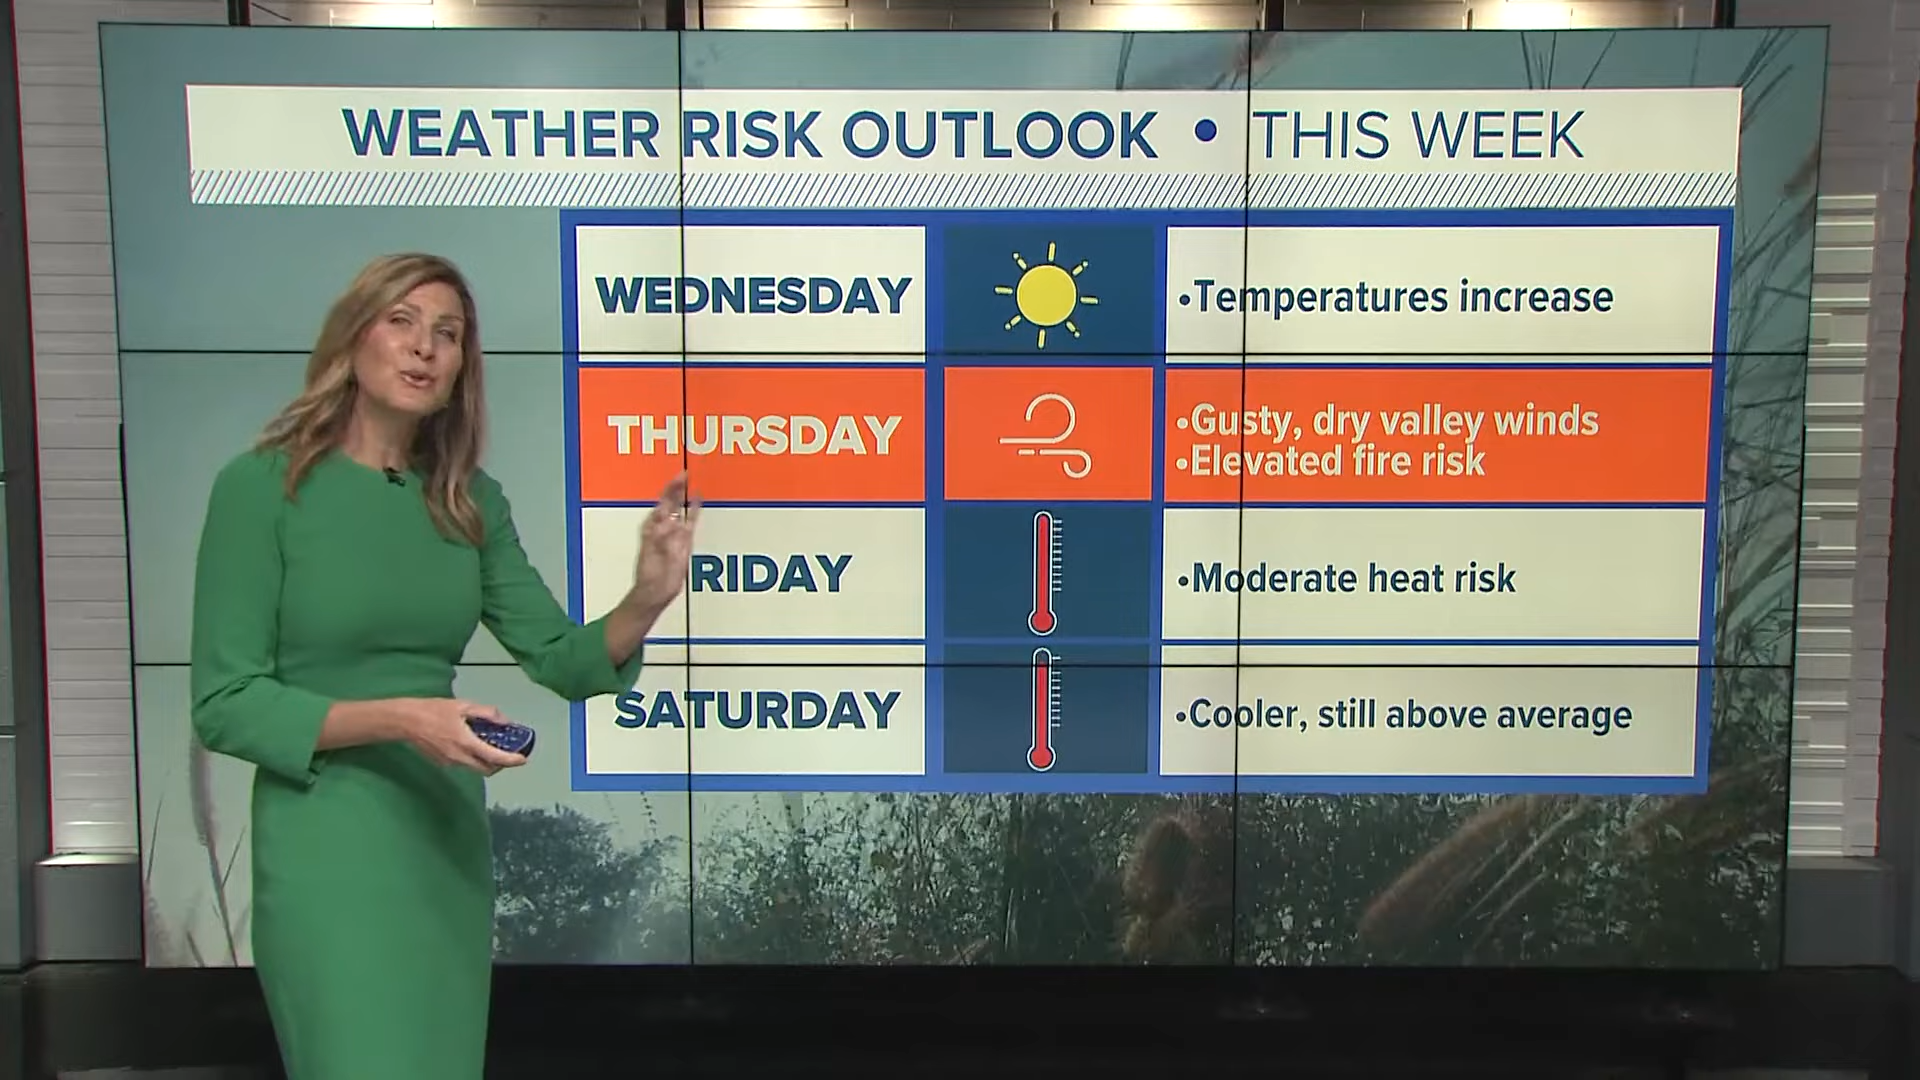 WEATHER RISK OUTLOOK • THIS WEEK
WEDNESDAY
•Temperatures increase
THURSDAY
•Gusty, dry valley winds
•Elevated fire risk
RIDAY
•Moderate heat risk
SATURDAY
•Cooler, still above average